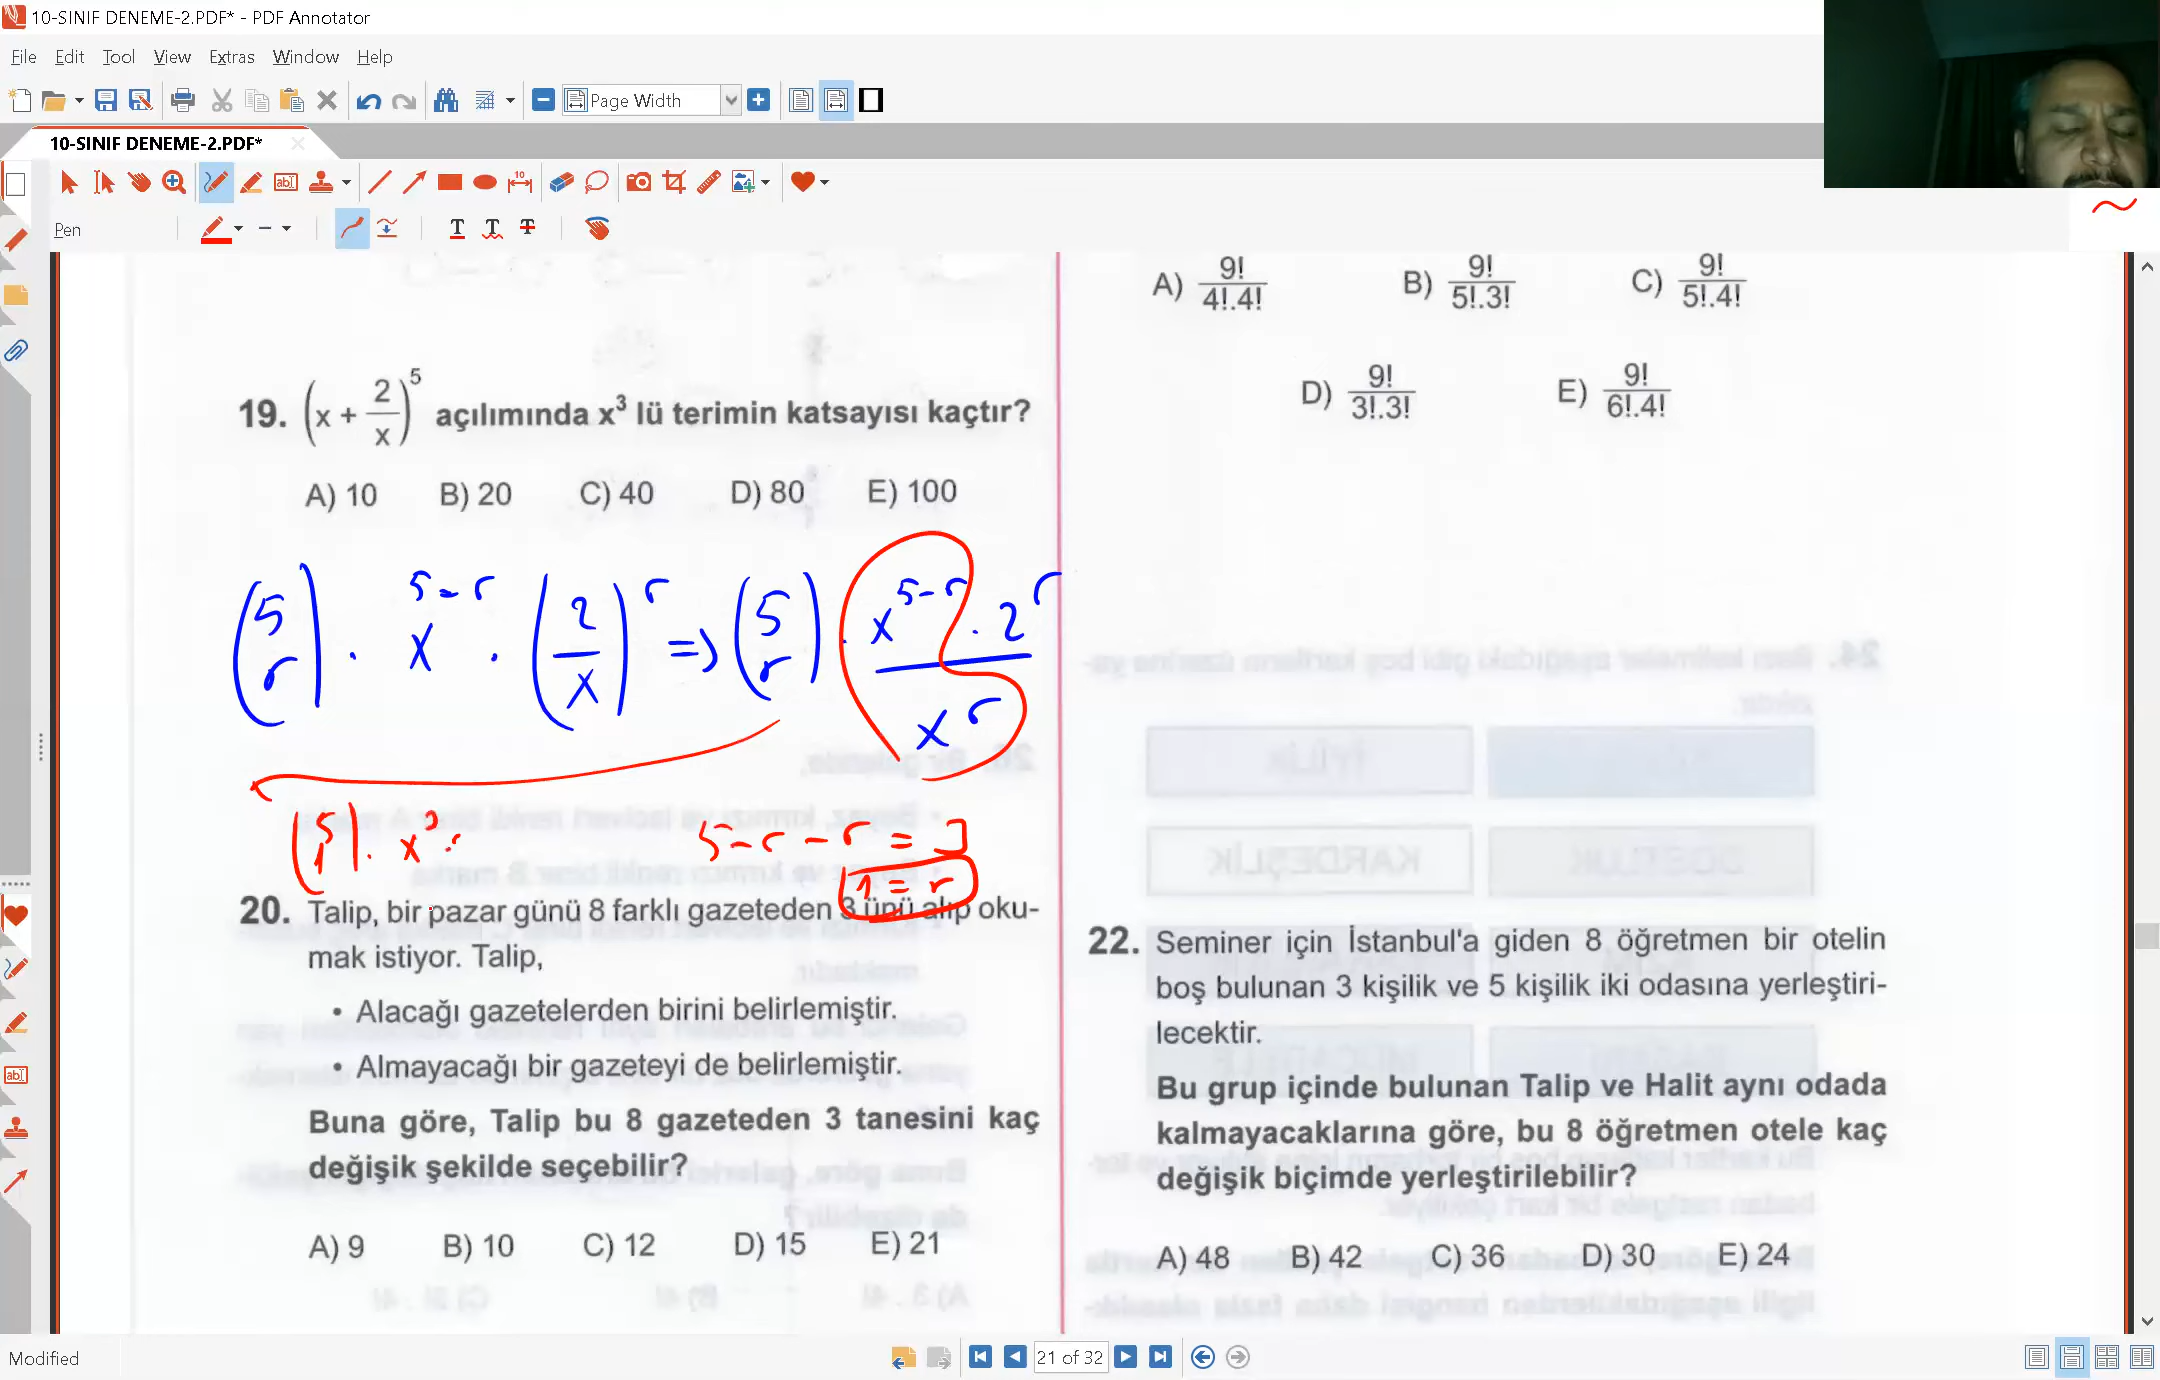 10-SINIF DENEME-2.PDF* - PDF Annotator
File Edit Tool View Extras Window Help
Page Width
10-SINIF DENEME-2.PDF*
Pen
19. (x + 2/x)^5 açılımında x^3 lü terimin katsayısı kaçtır?
A) 10 B) 20 C) 40 D) 80 E) 100
(5 r) . x^5-r . (2/x)^r => (5 r) . x^5-r . 2^r / x^r
(5 1) . x^3 .
5-r-r = 3
1 = r
20. Talip, bir pazar günü 8 farklı gazeteden 3 ünü alıp oku-
mak istiyor. Talip,
• Alacağı gazetelerden birini belirlemiştir.
• Almayacağı bir gazeteyi de belirlemiştir.
Buna göre, Talip bu 8 gazeteden 3 tanesini kaç
değişik şekilde seçebilir?
A) 9 B) 10 C) 12 D) 15 E) 21
A) 9!/4!.4! B) 9!/5!.3! C) 9!/5!.4!
D) 9!/3!.3! E) 9!/6!.4!
22. Seminer için İstanbul'a giden 8 öğretmen bir otelin
boş bulunan 3 kişilik ve 5 kişilik iki odasına yerleştiri-
lecektir.
Bu grup içinde bulunan Talip ve Halit aynı odada
kalmayacaklarına göre, bu 8 öğretmen otele kaç
değişik biçimde yerleştirilebilir?
A) 48 B) 42 C) 36 D) 30 E) 24
Modified
21 of 32